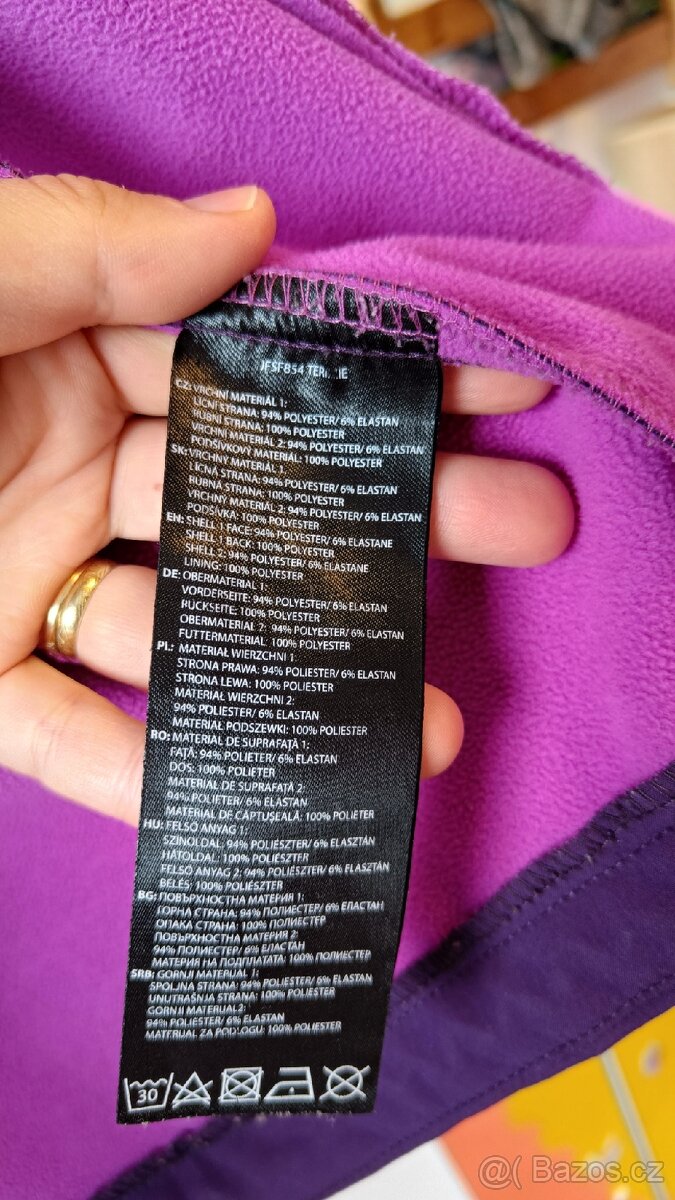 JFSF854
CZ: VRCHNÍ MATERIÁL 1:
LÍCNÍ STRANA: 94% POLYESTER/ 6% ELASTAN
RUBNÍ STRANA: 100% POLYESTER
VRCHNÍ MATERIÁL 2: 94% POLYESTER/ 6% ELASTAN
PODŠÍVKOVÝ MATERIÁL: 100% POLYESTER
SK: VRCHNÝ MATERIÁL 1:
LÍCNA STRANA: 94% POLYESTER/ 6% ELASTAN
RUBNÁ STRANA: 100% POLYESTER
VRCHNÝ MATERIÁL 2: 94% POLYESTER/ 6% ELASTAN
PODŠÍVKA: 100% POLYESTER
EN: SHELL 1 FACE: 94% POLYESTER/ 6% ELASTANE
SHELL 1 BACK: 100% POLYESTER
SHELL 2: 94% POLYESTER/ 6% ELASTAN
LINING: 100% POLYESTER
DE: OBERMATERIAL 1:
VORDERSEITE: 94% POLYESTER/ 6% ELASTAN
RÜCKSEITE: 100% POLYESTER
OBERMATERIAL 2: 94% POLYESTER/ 6% ELASTAN
FUTTERMATERIAL: 100% POLYESTER
PL: MATERIAŁ WIERZCHNI 1:
STRONA PRAWA: 94% POLIESTER/ 6% ELASTAN
STRONA LEWA: 100% POLIESTER
MATERIAŁ WIERZCHNI 2:
94% POLIESTER/ 6% ELASTAN
MATERIAŁ PODSZEWKI: 100% POLIESTER
RO: MATERIAL DE SUPRAFAȚĂ 1:
FAȚĂ: 94% POLIETER/ 6% ELASTAN
DOS: 100% POLIETER
MATERIAL DE SUPRAFAȚĂ 2:
94% POLIETER/ 6% ELASTAN
MATERIAL DE CĂPTUȘEALĂ: 100% POLIETER
HU: FELSŐ ANYAG 1:
SZINOLDAL: 94% POLIÉSZTER/ 6% ELASZTÁN
HÁTOLDAL: 100% POLIÉSZTER
FELSŐ ANYAG 2: 94% POLIÉSZTER/ 6% ELASZTÁN
BÉLÉS: 100% POLIÉSZTER
BG: ПОВЪРХНОСТНА МАТЕРИЯ 1:
ГОРНА СТРАНА: 94% ПОЛИЕСТЕР/ 6% ЕЛАСТАН
ОПАКА СТРАНА: 100% ПОЛИЕСТЕР
ПОВЪРХНОСТНА МАТЕРИЯ 2:
94% ПОЛИЕСТЕР/ 6% ЕЛАСТАН
МАТЕРИЯ НА ПОДПЛАТАТА: 100% ПОЛИЕСТЕР
SRB: GORNJI MATERIJAL 1:
SPOLJNA STRANA: 94% POLIESTER/ 6% ELASTAN
UNUTRAŠNJA STRANA: 100% POLIESTER
GORNJI MATERIJAL2:
94% POLIESTER/ 6% ELASTAN
MATERIJAL ZA PODLOGU: 100% POLIESTER
30
Bazos.cz